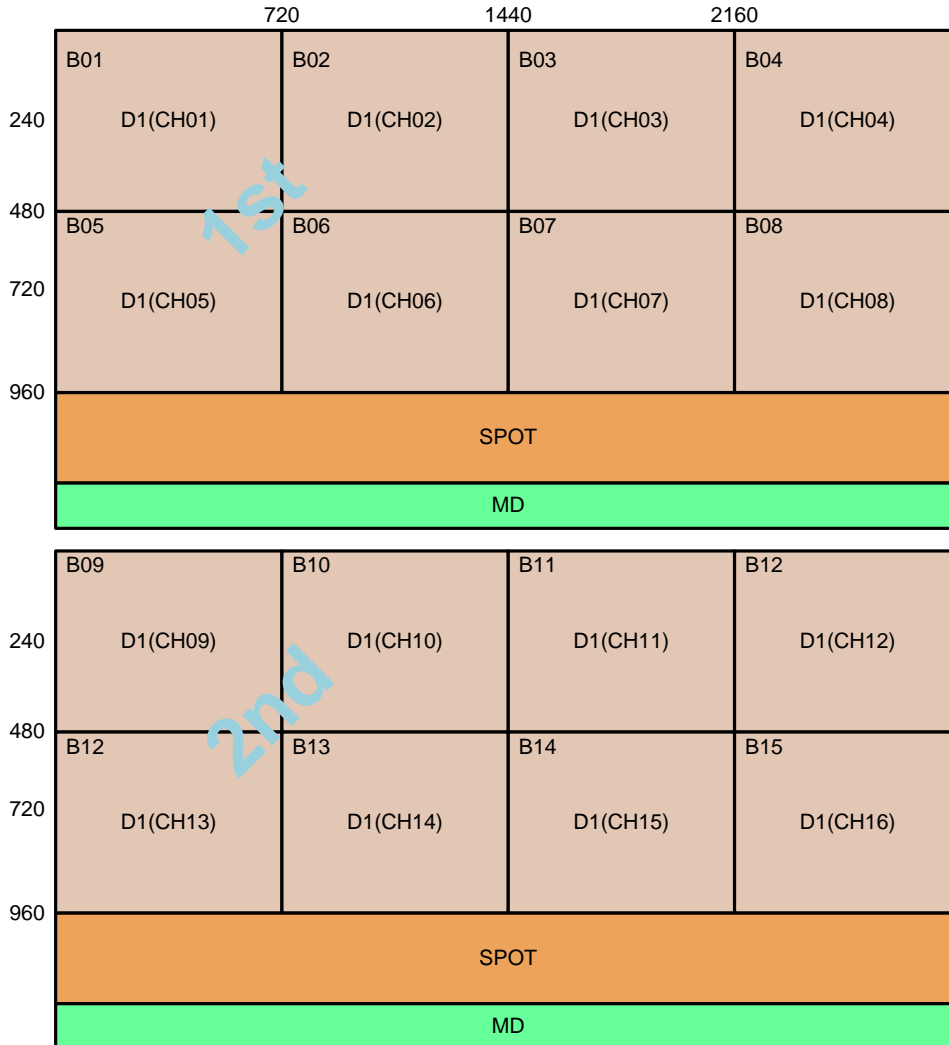 720 1440 2160
B01 B02 B03 B04
240 D1(CH01) D1(CH02) D1(CH03) D1(CH04)
1st
480
B05 B06 B07 B08
720 D1(CH05) D1(CH06) D1(CH07) D1(CH08)
960
SPOT
MD
B09 B10 B11 B12
240 D1(CH09) D1(CH10) D1(CH11) D1(CH12)
2nd
480
B12 B13 B14 B15
720 D1(CH13) D1(CH14) D1(CH15) D1(CH16)
960
SPOT
MD